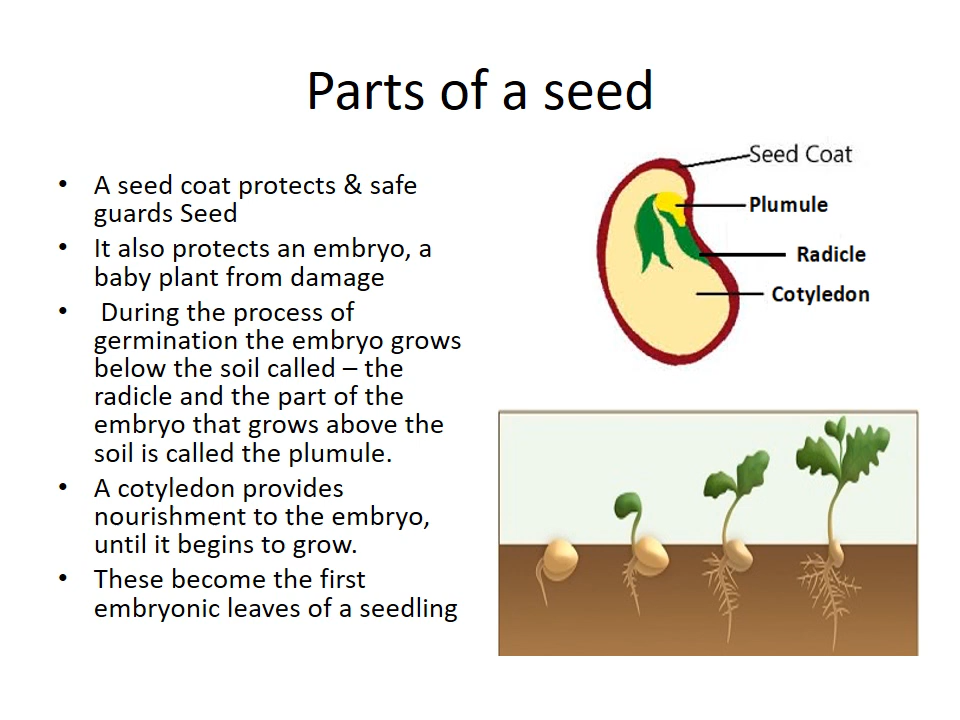 Parts of a seed
• A seed coat protects & safe
guards Seed
• It also protects an embryo, a
baby plant from damage
• During the process of
germination the embryo grows
below the soil called – the
radicle and the part of the
embryo that grows above the
soil is called the plumule.
• A cotyledon provides
nourishment to the embryo,
until it begins to grow.
• These become the first
embryonic leaves of a seedling
Seed Coat
Plumule
Radicle
Cotyledon